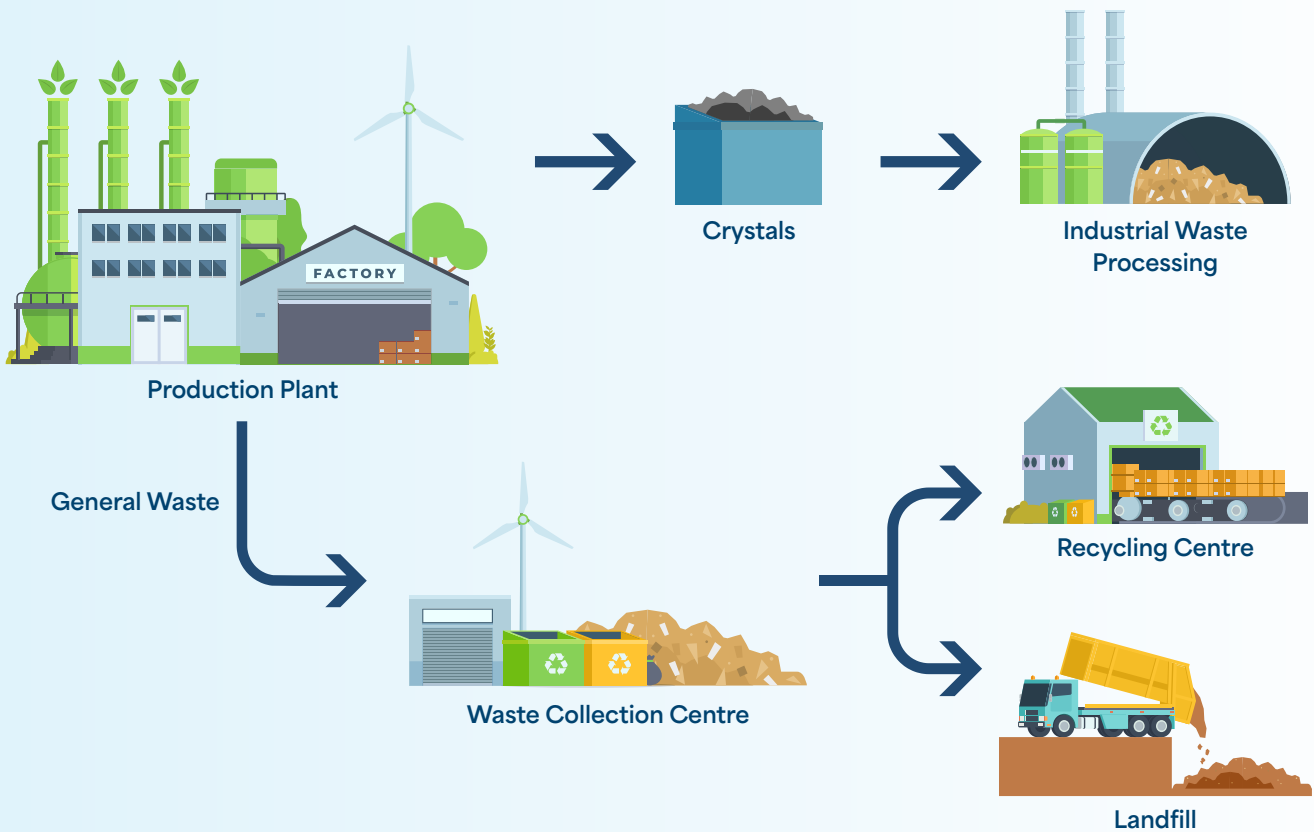 FACTORY
Production Plant
Crystals
Industrial Waste
Processing
General Waste
Waste Collection Centre
Recycling Centre
Landfill